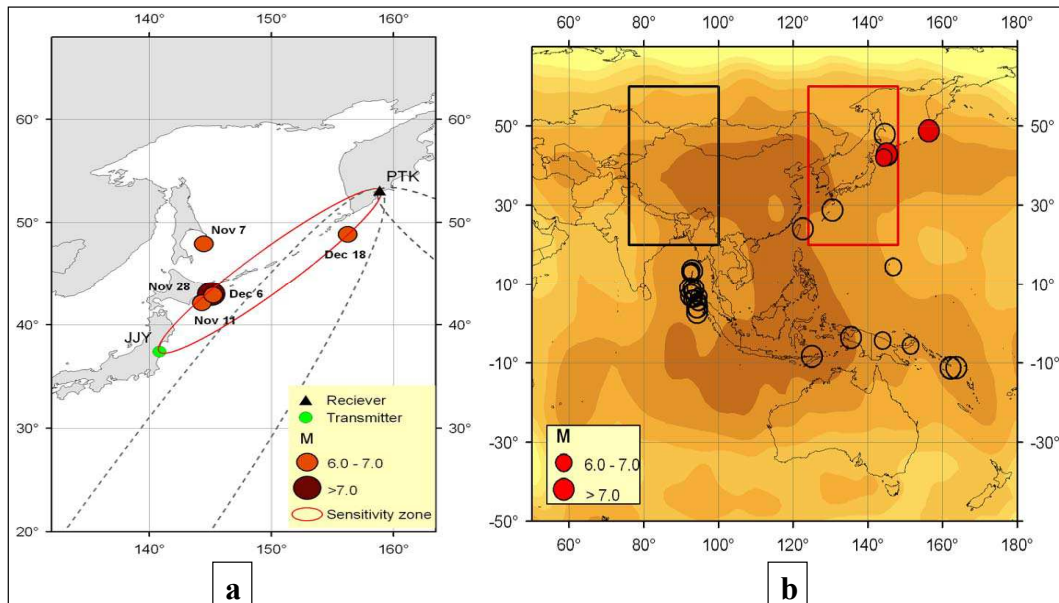 140° 150° 160°
60° 60°
50° 50°
40° 40°
30° 30°
20° 20°
140° 150° 160°
PTK
Nov 7
Dec 18
Nov 28
Dec 6
Nov 11
JJY
Reciever
Transmitter
M
6.0 - 7.0
>7.0
Sensitivity zone
a
60° 80° 100° 120° 140° 160° 180°
50° 50°
30° 30°
10° 10°
-10° -10°
-30° -30°
-50° -50°
60° 80° 100° 120° 140° 160° 180°
M
6.0 - 7.0
> 7.0
b